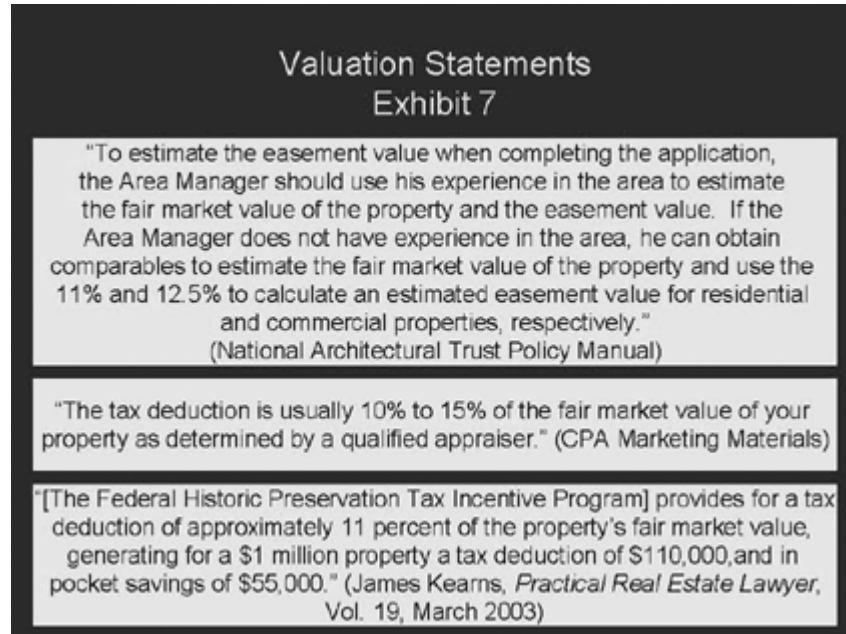 Valuation Statements
Exhibit 7
“To estimate the easement value when completing the application,
the Area Manager should use his experience in the area to estimate
the fair market value of the property and the easement value.  If the
Area Manager does not have experience in the area, he can obtain
comparables to estimate the fair market value of the property and use the
11% and 12.5% to calculate an estimated easement value for residential
and commercial properties, respectively.”
(National Architectural Trust Policy Manual)
“The tax deduction is usually 10% to 15% of the fair market value of your
property as determined by a qualified appraiser.” (CPA Marketing Materials)
“[The Federal Historic Preservation Tax Incentive Program] provides for a tax
deduction of approximately 11 percent of the property’s fair market value,
generating for a $1 million property a tax deduction of $110,000,and in
pocket savings of $55,000.” (James Kearns, Practical Real Estate Lawyer,
Vol. 19, March 2003)